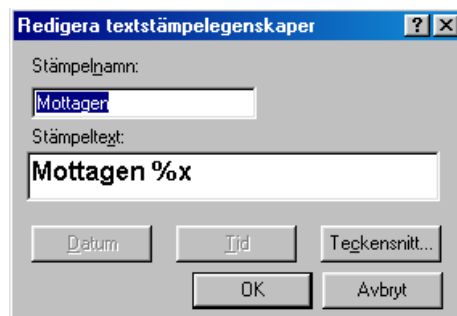 Redigera textstämpelegenskaper
Stämpelnamn:
Mottagen
Stämpeltext:
Mottagen %x
Datum Tid Teckensnitt...
OK Avbryt